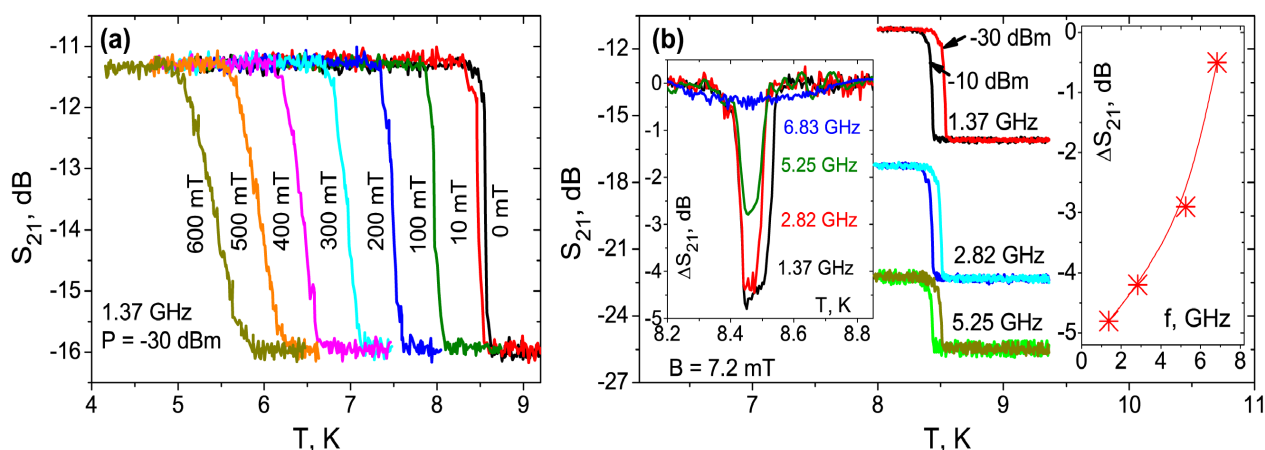 (a)
S21, dB
-11
-12
-13
-14
-15
-16
600 mT
500 mT
400 mT
300 mT
200 mT
100 mT
10 mT
0 mT
1.37 GHz
P = -30 dBm
4
5
6
7
8
9
T, K
(b)
S21, dB
-12
-15
-18
-21
-24
-27
-30 dBm
-10 dBm
1.37 GHz
2.82 GHz
5.25 GHz
B = 7.2 mT
7
8
9
10
11
T, K
ΔS21, dB
0
-1
-2
-3
-4
-5
6.83 GHz
5.25 GHz
2.82 GHz
1.37 GHz
T, K
8.2
8.4
8.6
8.8
ΔS21, dB
0
-1
-2
-3
-4
-5
f, GHz
0
2
4
6
8